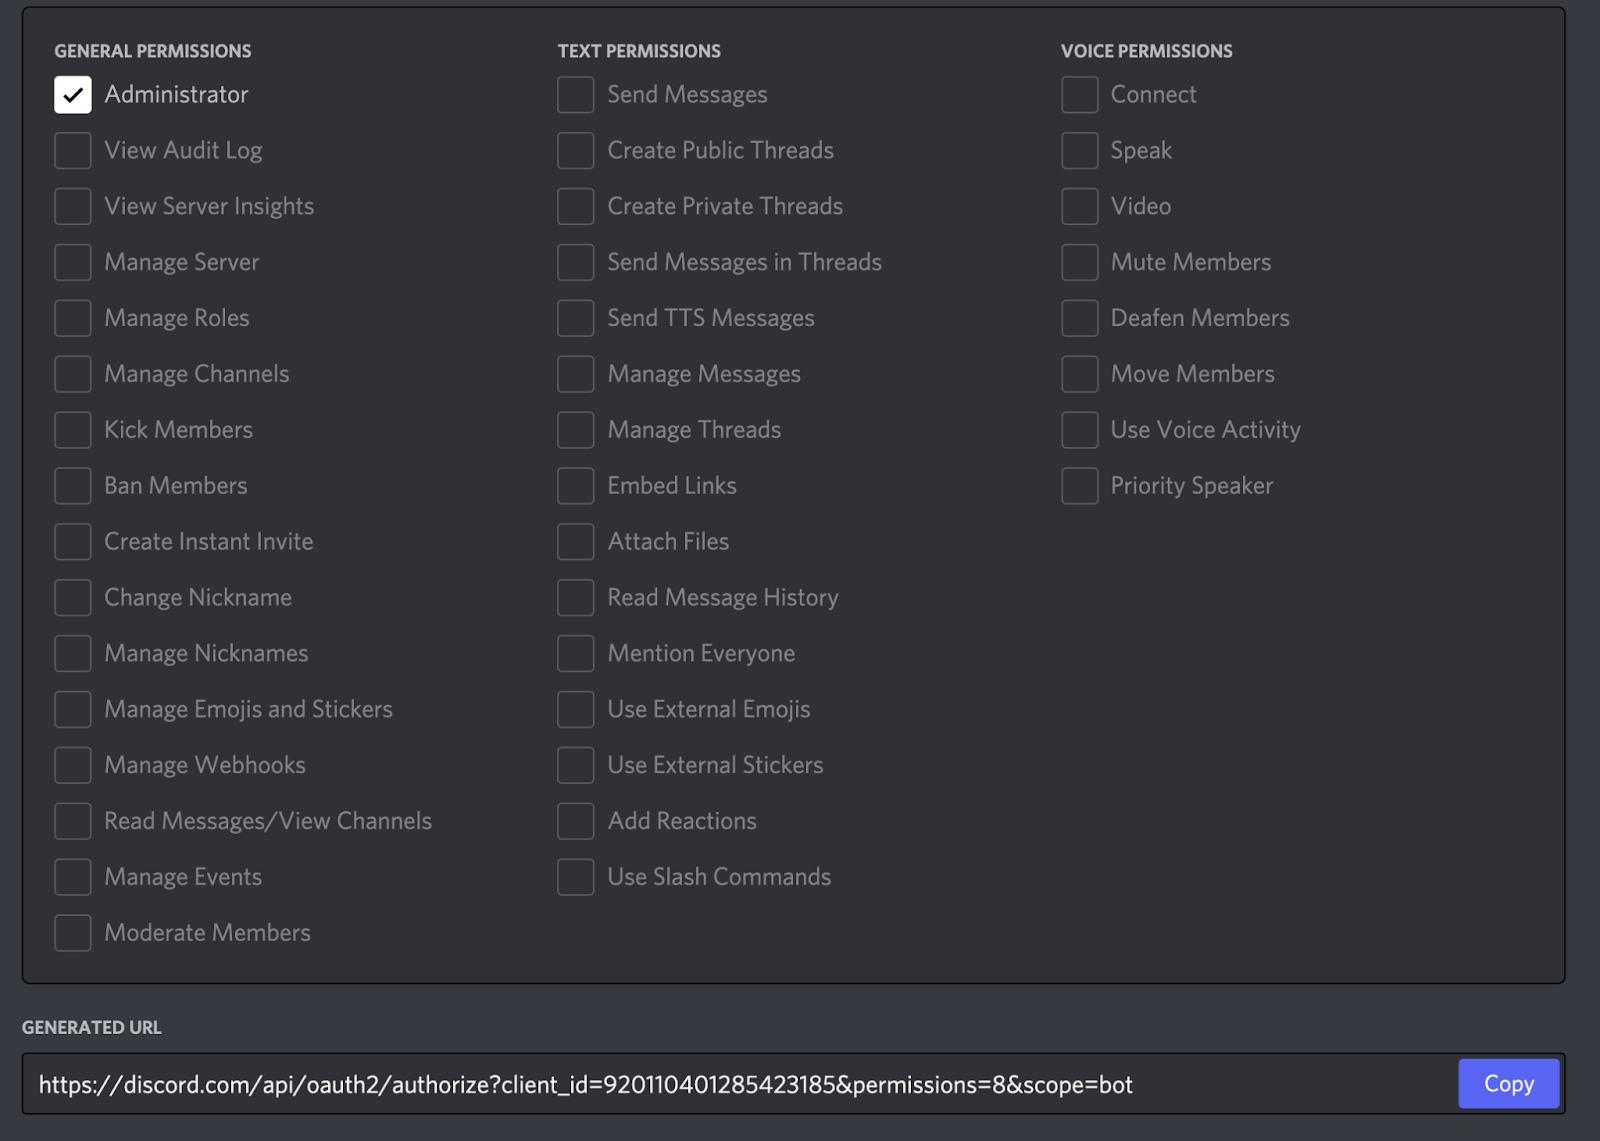 GENERAL PERMISSIONS
Administrator
View Audit Log
View Server Insights
Manage Server
Manage Roles
Manage Channels
Kick Members
Ban Members
Create Instant Invite
Change Nickname
Manage Nicknames
Manage Emojis and Stickers
Manage Webhooks
Read Messages/View Channels
Manage Events
Moderate Members
TEXT PERMISSIONS
Send Messages
Create Public Threads
Create Private Threads
Send Messages in Threads
Send TTS Messages
Manage Messages
Manage Threads
Embed Links
Attach Files
Read Message History
Mention Everyone
Use External Emojis
Use External Stickers
Add Reactions
Use Slash Commands
VOICE PERMISSIONS
Connect
Speak
Video
Mute Members
Deafen Members
Move Members
Use Voice Activity
Priority Speaker
GENERATED URL
https://discord.com/api/oauth2/authorize?client_id=920110401285423185&permissions=8&scope=bot
Copy